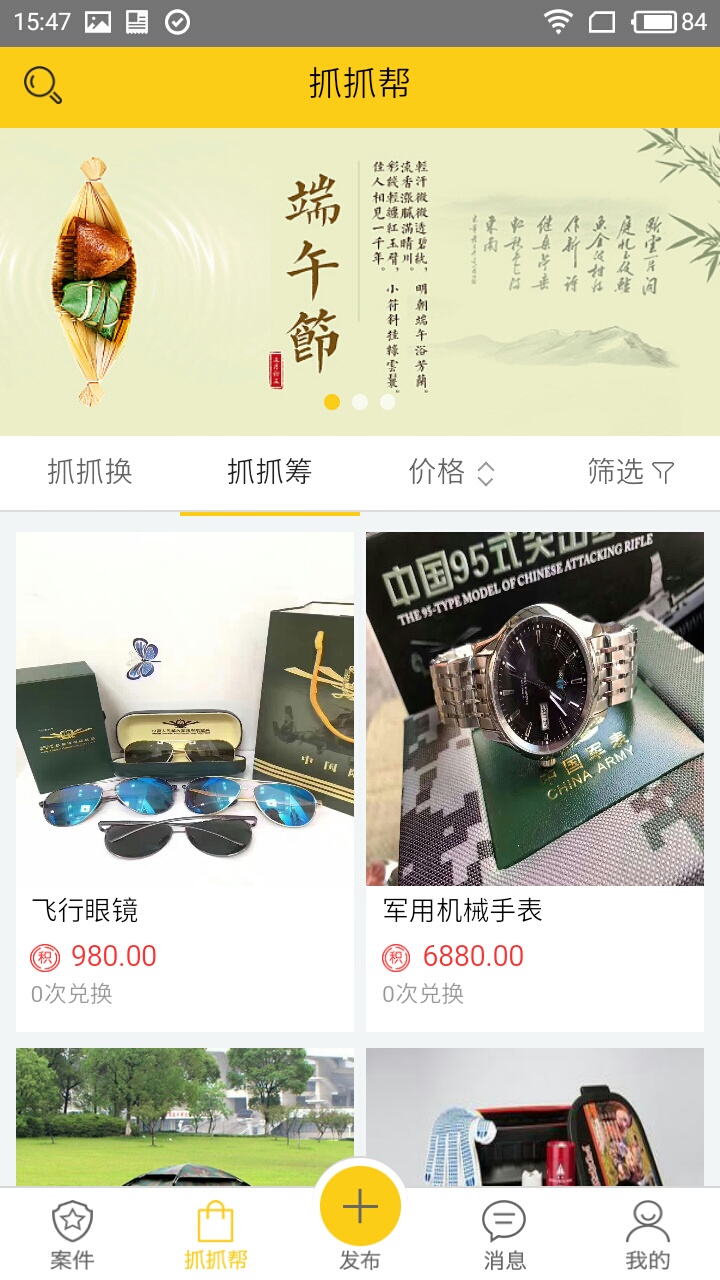 15:47
84
抓抓帮
端午節
輕汗微微透碧紈，明朝端午浴芳蘭。
流香漲膩滿晴川。
彩綫輕纏紅玉臂，小符斜挂綠雲鬟。
佳人相見一千年。
五月初五
抓抓换
抓抓筹
价格
筛选
中国95式突击
THE 95-TYPE MODEL OF CHINESE ATTACKING RIFLE
中国军表
CHINA ARMY
飞行眼镜
军用机械手表
积 980.00
积 6880.00
0次兑换
0次兑换
案件
抓抓帮
发布
消息
我的